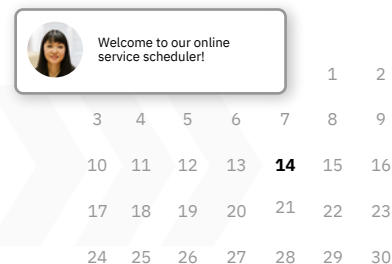 Welcome to our online
service scheduler!
1 2
3 4 5 6 7 8 9
10 11 12 13 14 15 16
17 18 19 20 21 22 23
24 25 26 27 28 29 30